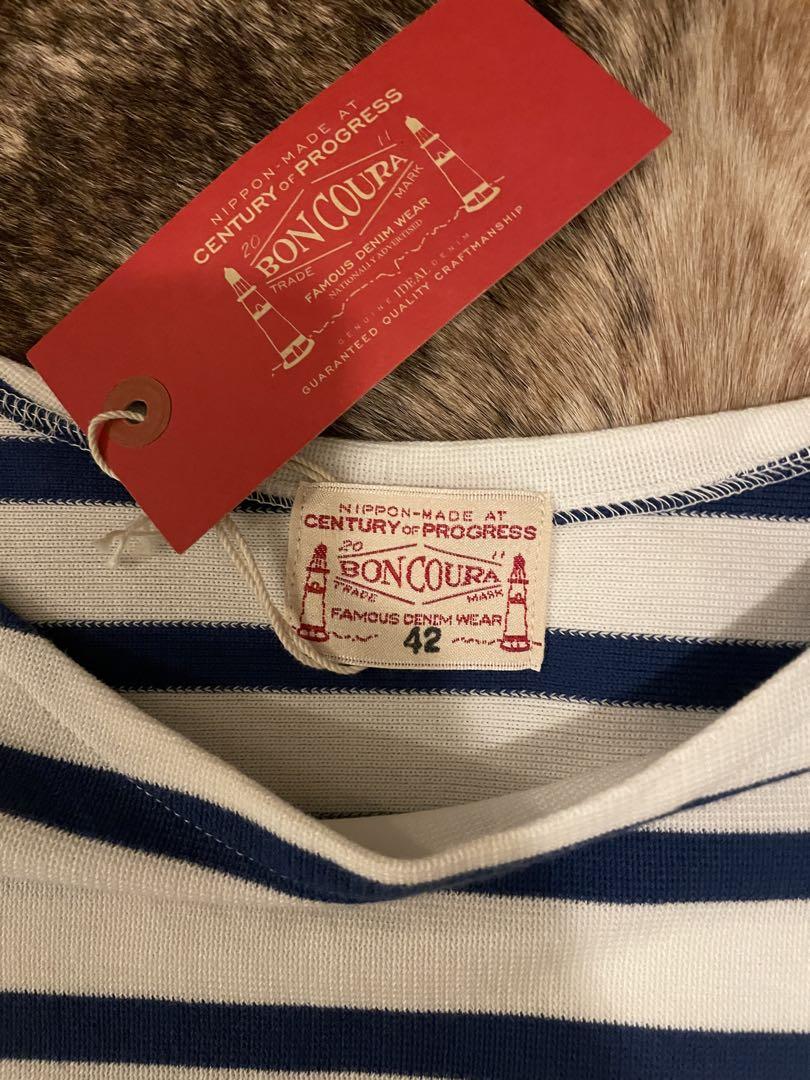 NIPPON-MADE AT
CENTURY OF PROGRESS
20 11
BONCOURA
TRADE MARK
FAMOUS DENIM WEAR
NATIONALLY ADVERTISED
GENUINE IDEAL DENIM
GUARANTEED QUALITY CRAFTMANSHIP
NIPPON-MADE AT
CENTURY OF PROGRESS
20 11
BONCOURA
TRADE MARK
FAMOUS DENIM WEAR
42